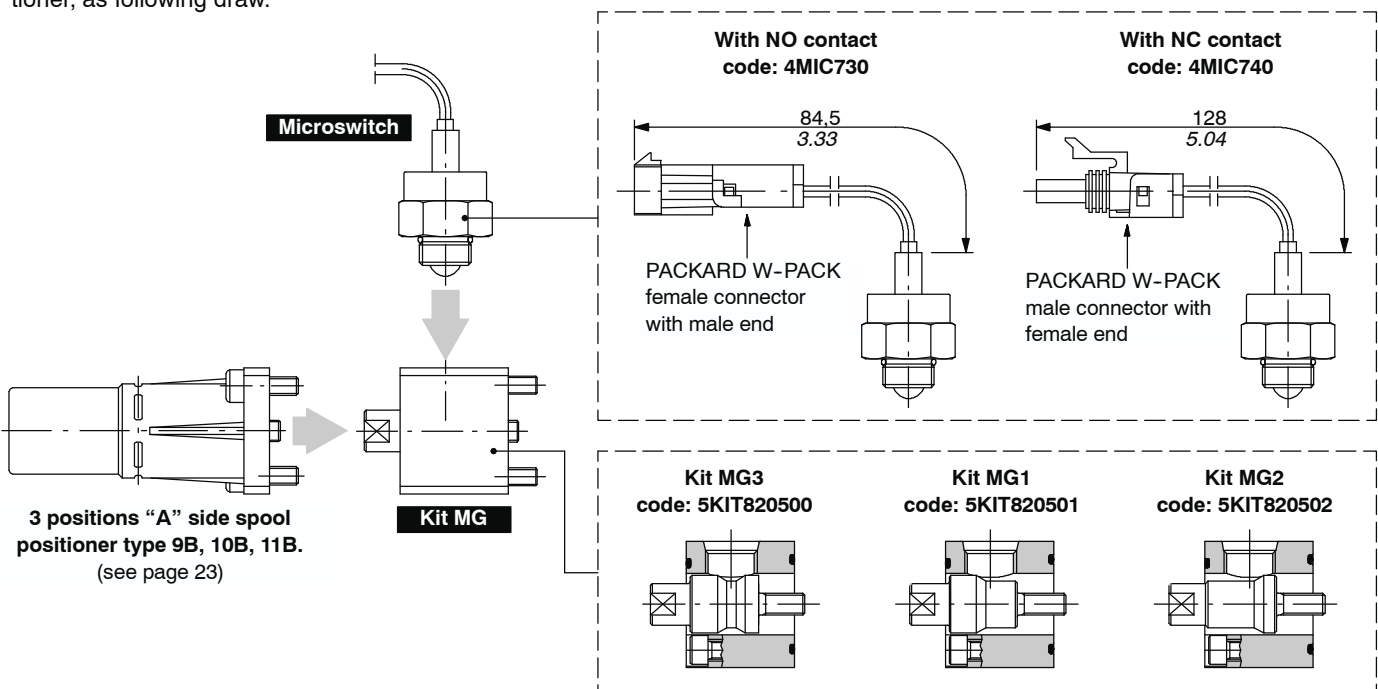 tioner, as following draw.
Microswitch
With NO contact
code: 4MIC730
84,5
3.33
PACKARD W-PACK
female connector
with male end
With NC contact
code: 4MIC740
128
5.04
PACKARD W-PACK
male connector with
female end
3 positions “A” side spool
positioner type 9B, 10B, 11B.
(see page 23)
Kit MG
Kit MG3
code: 5KIT820500
Kit MG1
code: 5KIT820501
Kit MG2
code: 5KIT820502